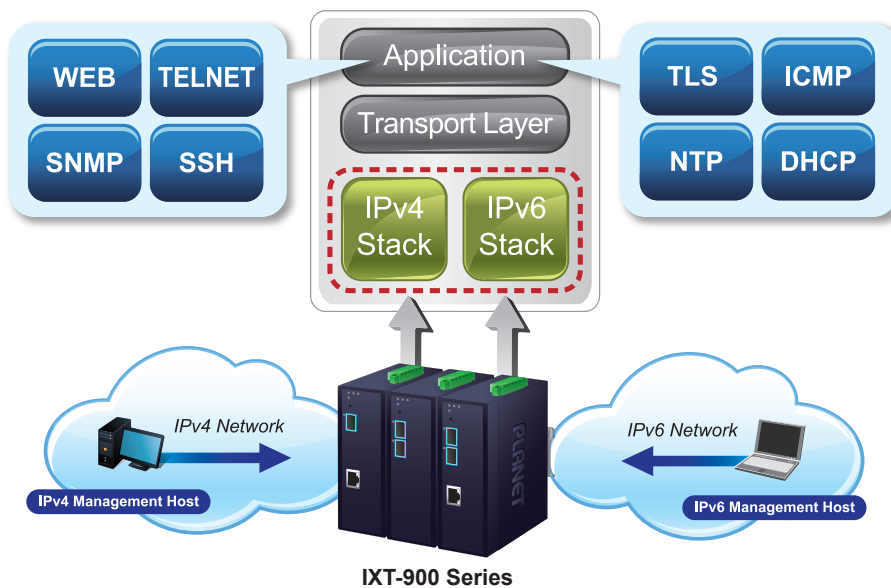 WEB
TELNET
SNMP
SSH
Application
Transport Layer
IPv4
Stack
IPv6
Stack
TLS
ICMP
NTP
DHCP
IPv4 Network
IPv4 Management Host
PLANET
IPv6 Network
IPv6 Management Host
IXT-900 Series